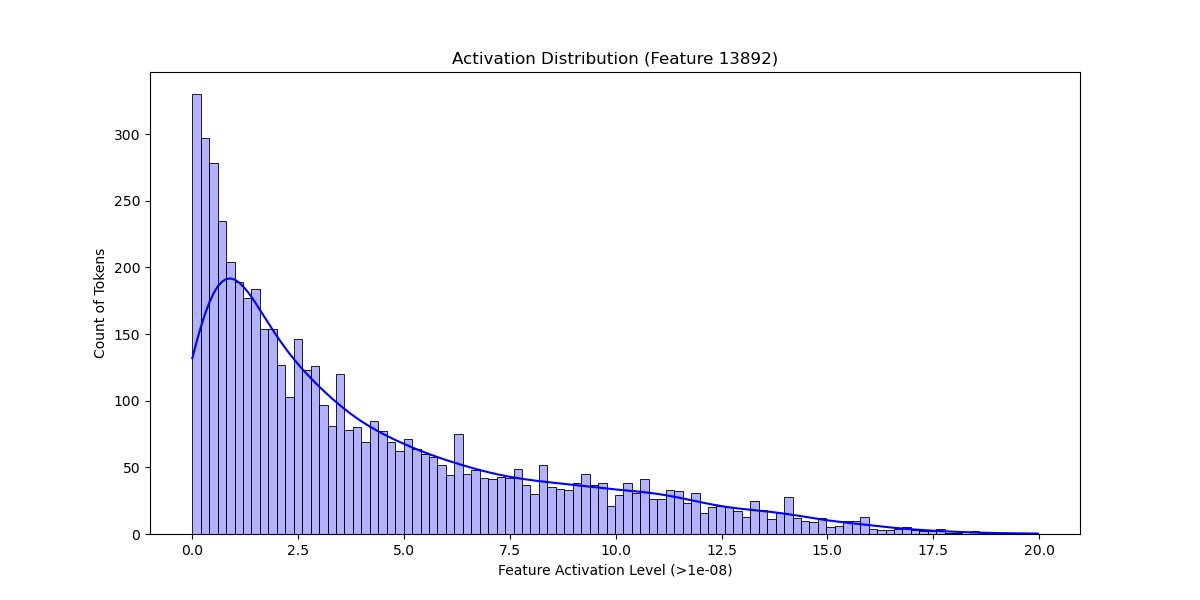 Activation Distribution (Feature 13892)
Count of Tokens
300
250
200
150
100
50
0
0.0 2.5 5.0 7.5 10.0 12.5 15.0 17.5 20.0
Feature Activation Level (>1e-08)